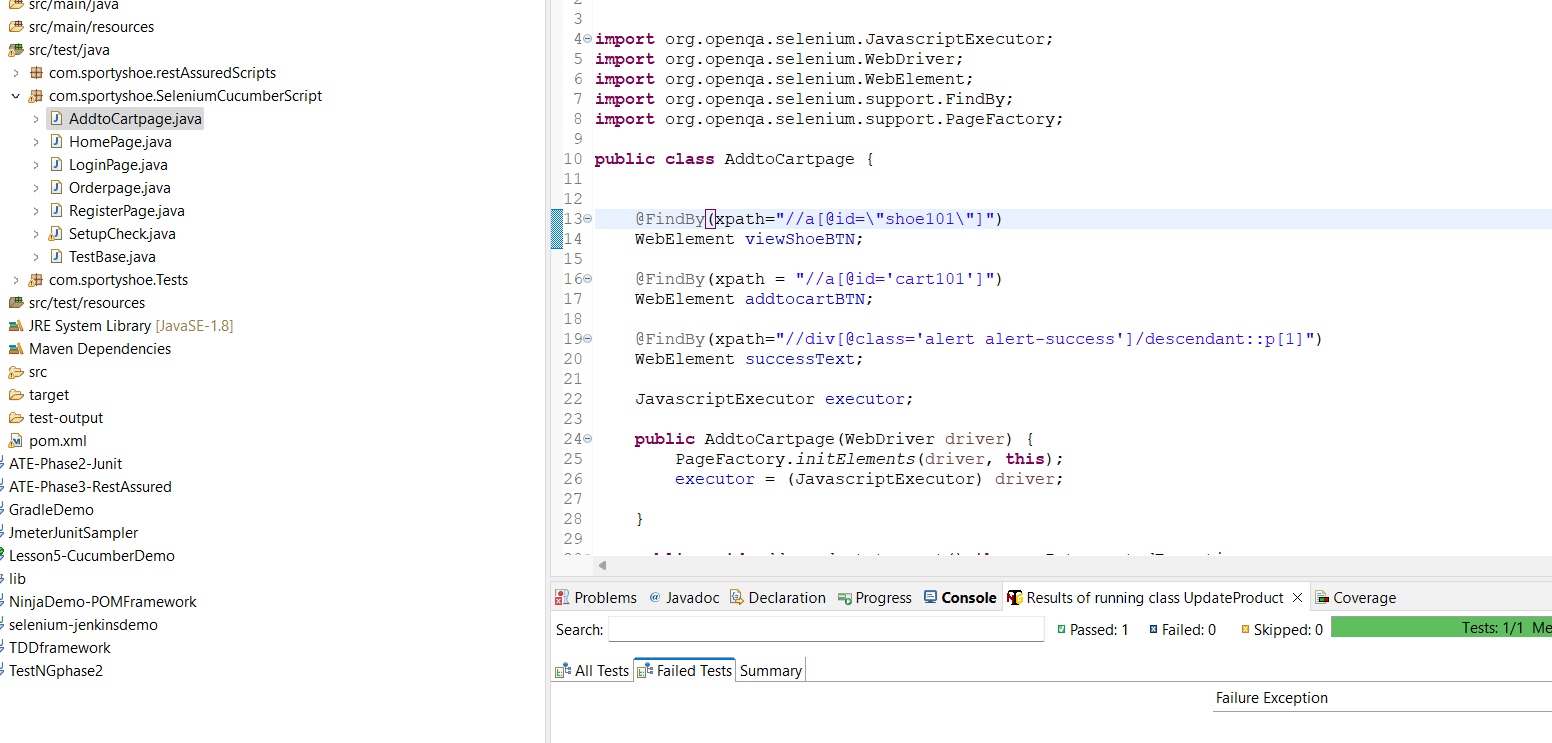 src/main/java
src/main/resources
src/test/java
com.sportyshoe.restAssuredScripts
com.sportyshoe.SeleniumCucumberScript
AddtoCartpage.java
HomePage.java
LoginPage.java
Orderpage.java
RegisterPage.java
SetupCheck.java
TestBase.java
com.sportyshoe.Tests
src/test/resources
JRE System Library [JavaSE-1.8]
Maven Dependencies
src
target
test-output
pom.xml
ATE-Phase2-Junit
ATE-Phase3-RestAssured
GradleDemo
JmeterJunitSampler
Lesson5-CucumberDemo
lib
NinjaDemo-POMFramework
selenium-jenkinsdemo
TDDframework
TestNGphase2
2
3
4 import org.openqa.selenium.JavascriptExecutor;
5 import org.openqa.selenium.WebDriver;
6 import org.openqa.selenium.WebElement;
7 import org.openqa.selenium.support.FindBy;
8 import org.openqa.selenium.support.PageFactory;
9
10 public class AddtoCartpage {
11
12
13 @FindBy(xpath="//a[@id=\"shoe101\"]")
14 WebElement viewShoeBTN;
15
16 @FindBy(xpath = "//a[@id='cart101']")
17 WebElement addtocartBTN;
18
19 @FindBy(xpath="//div[@class='alert alert-success']/descendant::p[1]")
20 WebElement successText;
21
22 JavascriptExecutor executor;
23
24 public AddtoCartpage(WebDriver driver) {
25 PageFactory.initElements(driver, this);
26 executor = (JavascriptExecutor) driver;
27
28 }
29
Problems @ Javadoc Declaration Progress Console Results of running class UpdateProduct Coverage
Search: Passed: 1 Failed: 0 Skipped: 0 Tests: 1/1 Me
All Tests Failed Tests Summary
Failure Exception